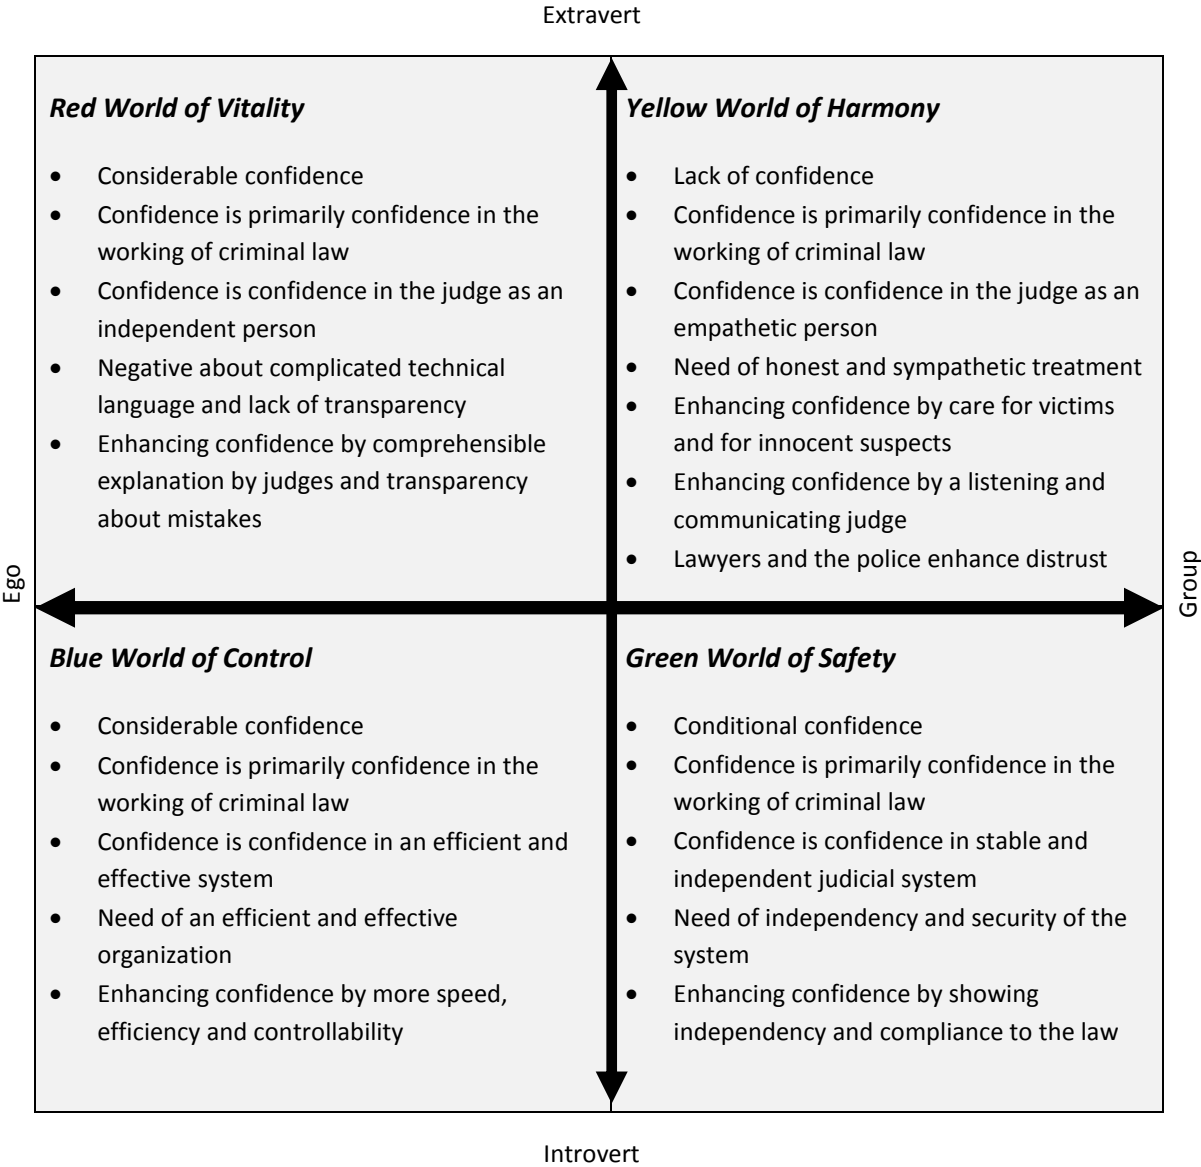 Extravert
Red World of Vitality
• Considerable confidence
• Confidence is primarily confidence in the
working of criminal law
• Confidence is confidence in the judge as an
independent person
• Negative about complicated technical
language and lack of transparency
• Enhancing confidence by comprehensible
explanation by judges and transparency
about mistakes
Yellow World of Harmony
• Lack of confidence
• Confidence is primarily confidence in the
working of criminal law
• Confidence is confidence in the judge as an
empathetic person
• Need of honest and sympathetic treatment
• Enhancing confidence by care for victims
and for innocent suspects
• Enhancing confidence by a listening and
communicating judge
• Lawyers and the police enhance distrust
Ego
Group
Blue World of Control
• Considerable confidence
• Confidence is primarily confidence in the
working of criminal law
• Confidence is confidence in an efficient and
effective system
• Need of an efficient and effective
organization
• Enhancing confidence by more speed,
efficiency and controllability
Green World of Safety
• Conditional confidence
• Confidence is primarily confidence in the
working of criminal law
• Confidence is confidence in stable and
independent judicial system
• Need of independency and security of the
system
• Enhancing confidence by showing
independency and compliance to the law
Introvert